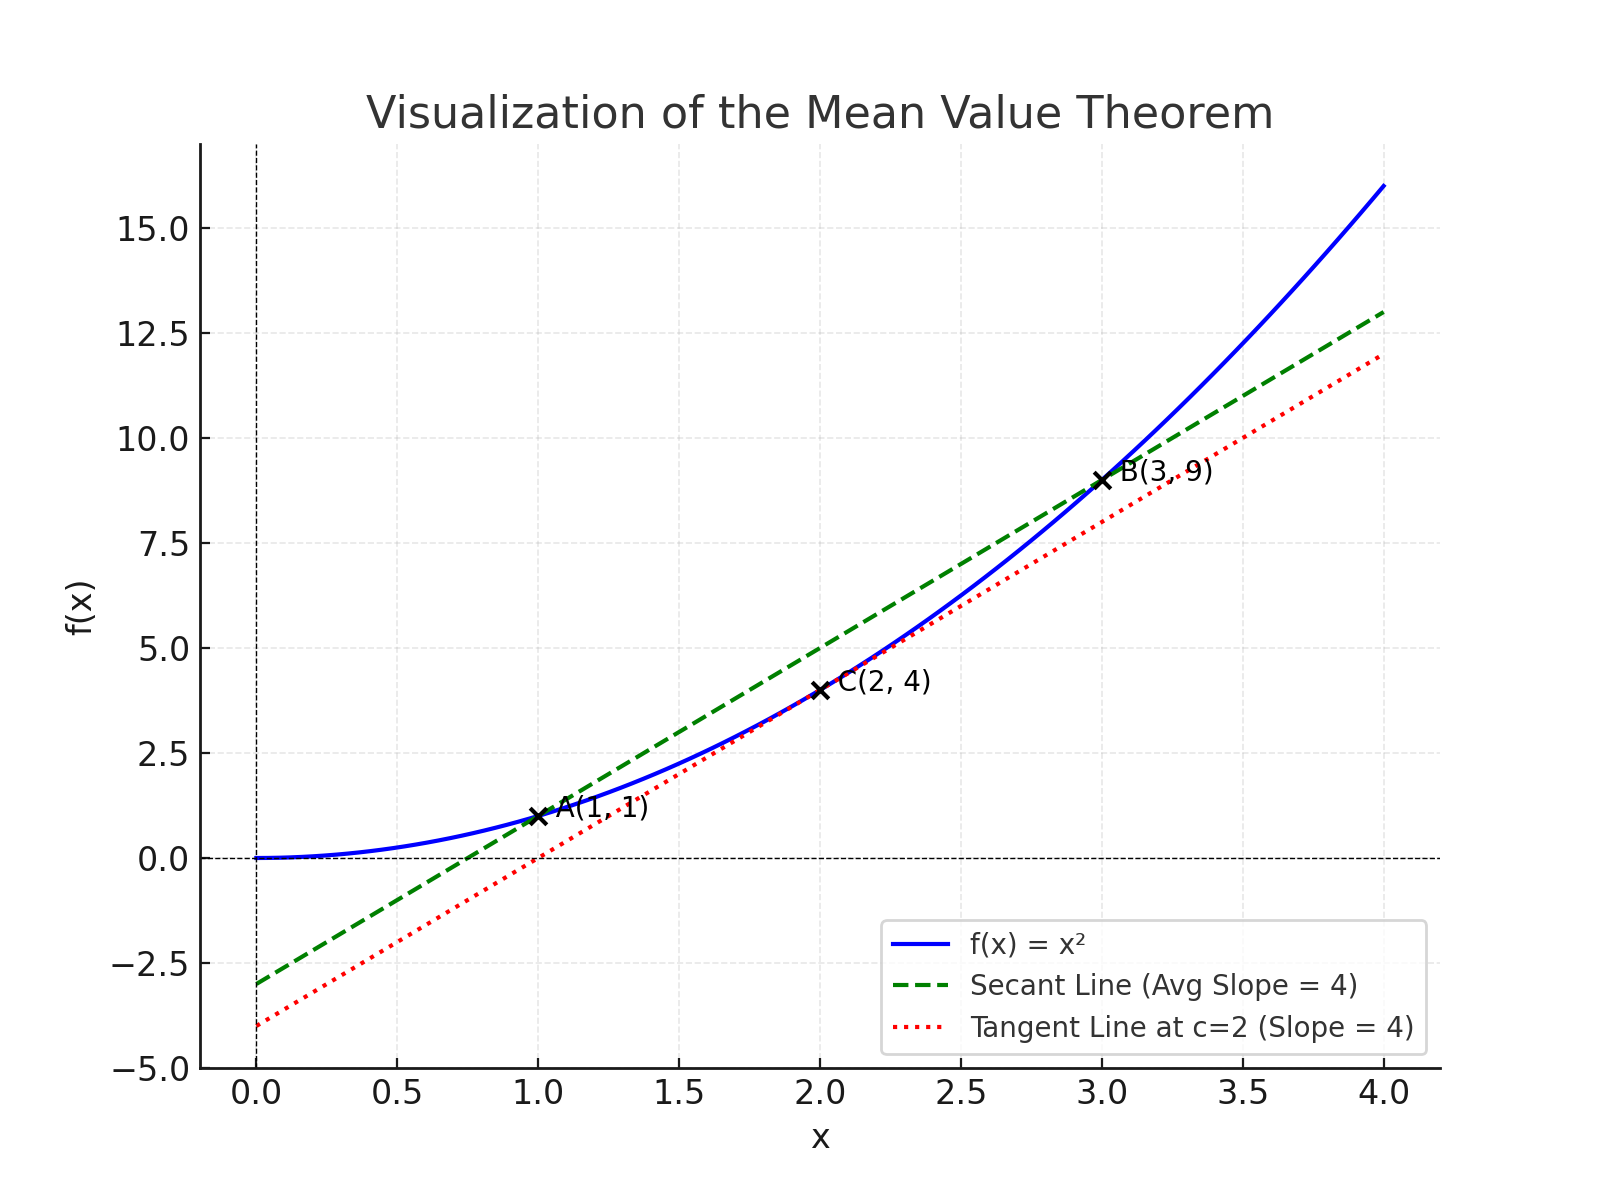 Visualization of the Mean Value Theorem
15.0
12.5
10.0
7.5
5.0
2.5
0.0
−2.5
−5.0
f(x)
B(3, 9)
C(2, 4)
A(1, 1)
f(x) = x²
Secant Line (Avg Slope = 4)
Tangent Line at c=2 (Slope = 4)
0.0 0.5 1.0 1.5 2.0 2.5 3.0 3.5 4.0
x